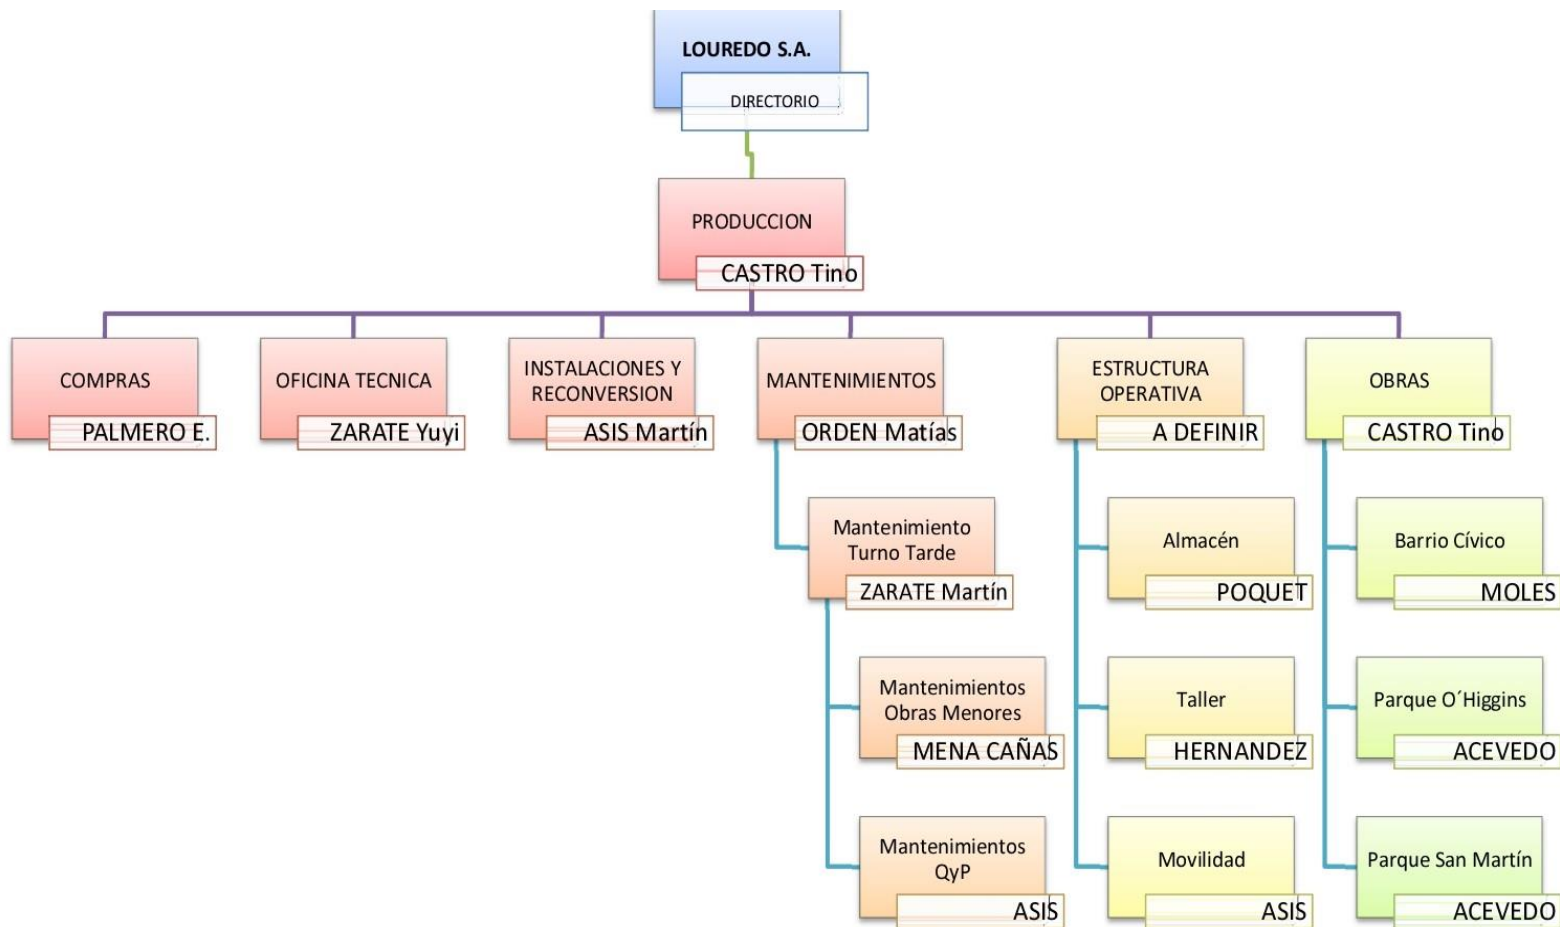 LOUREDO S.A.
DIRECTORIO
PRODUCCION
CASTRO Tino
COMPRAS
PALMERO E.
OFICINA TECNICA
ZARATE Yuyi
INSTALACIONES Y
RECONVERSION
ASIS Martín
MANTENIMIENTOS
ORDEN Matías
ESTRUCTURA
OPERATIVA
A DEFINIR
OBRAS
CASTRO Tino
Mantenimiento
Turno Tarde
ZARATE Martín
Almacén
POQUET
Barrio Cívico
MOLES
Mantenimientos
Obras Menores
MENA CAÑAS
Taller
HERNANDEZ
Parque O´Higgins
ACEVEDO
Mantenimientos
QyP
ASIS
Movilidad
ASIS
Parque San Martín
ACEVEDO